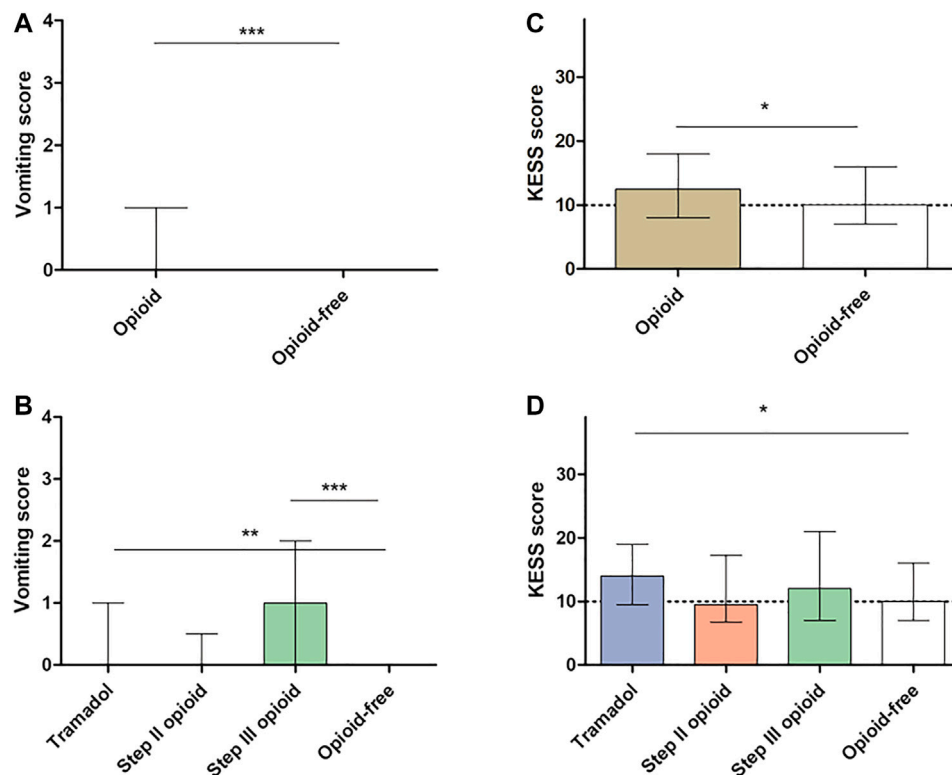 A
Vomiting score
4
3
2
1
0
***
Opioid
Opioid-free
C
KESS score
30
20
10
0
*
Opioid
Opioid-free
B
Vomiting score
4
3
2
1
0
**
***
Tramadol
Step II opioid
Step III opioid
Opioid-free
D
KESS score
30
20
10
0
*
Tramadol
Step II opioid
Step III opioid
Opioid-free